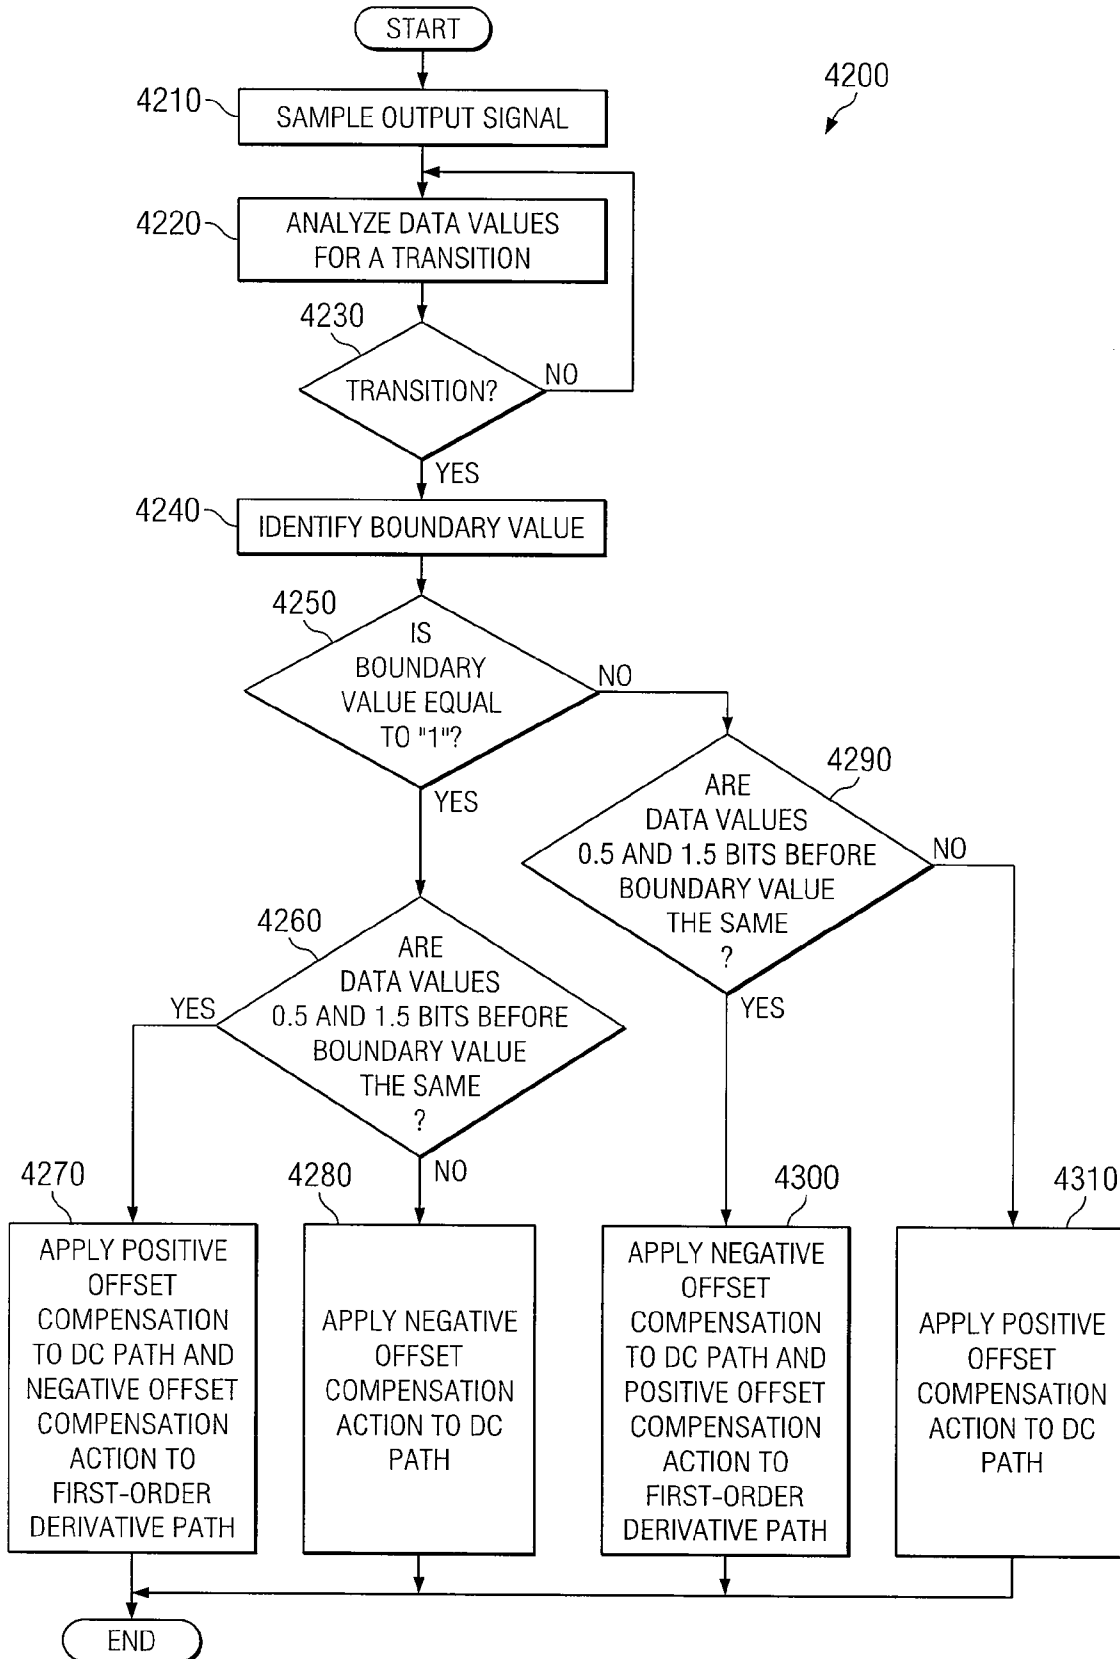 START
4200
4210
SAMPLE OUTPUT SIGNAL
4220
ANALYZE DATA VALUES
FOR A TRANSITION
4230
TRANSITION?
NO
YES
4240
IDENTIFY BOUNDARY VALUE
4250
IS
BOUNDARY
VALUE EQUAL
TO "1"?
NO
YES
4290
ARE
DATA VALUES
0.5 AND 1.5 BITS BEFORE
BOUNDARY VALUE
THE SAME
?
NO
YES
4260
ARE
DATA VALUES
0.5 AND 1.5 BITS BEFORE
BOUNDARY VALUE
THE SAME
?
YES
NO
4270
APPLY POSITIVE
OFFSET
COMPENSATION
TO DC PATH AND
NEGATIVE OFFSET
COMPENSATION
ACTION TO
FIRST-ORDER
DERIVATIVE PATH
4280
APPLY NEGATIVE
OFFSET
COMPENSATION
ACTION TO DC
PATH
4300
APPLY NEGATIVE
OFFSET
COMPENSATION
TO DC PATH AND
POSITIVE OFFSET
COMPENSATION
ACTION TO
FIRST-ORDER
DERIVATIVE PATH
4310
APPLY POSITIVE
OFFSET
COMPENSATION
ACTION TO DC
PATH
END